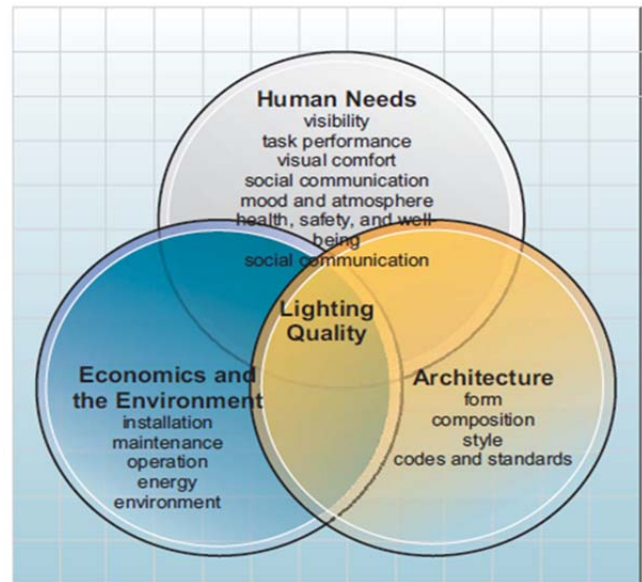 Human Needs
visibility
task performance
visual comfort
social communication
mood and atmosphere
health, safety, and well-
being
social communication
Lighting
Quality
Economics and
the Environment
installation
maintenance
operation
energy
environment
Architecture
form
composition
style
codes and standards